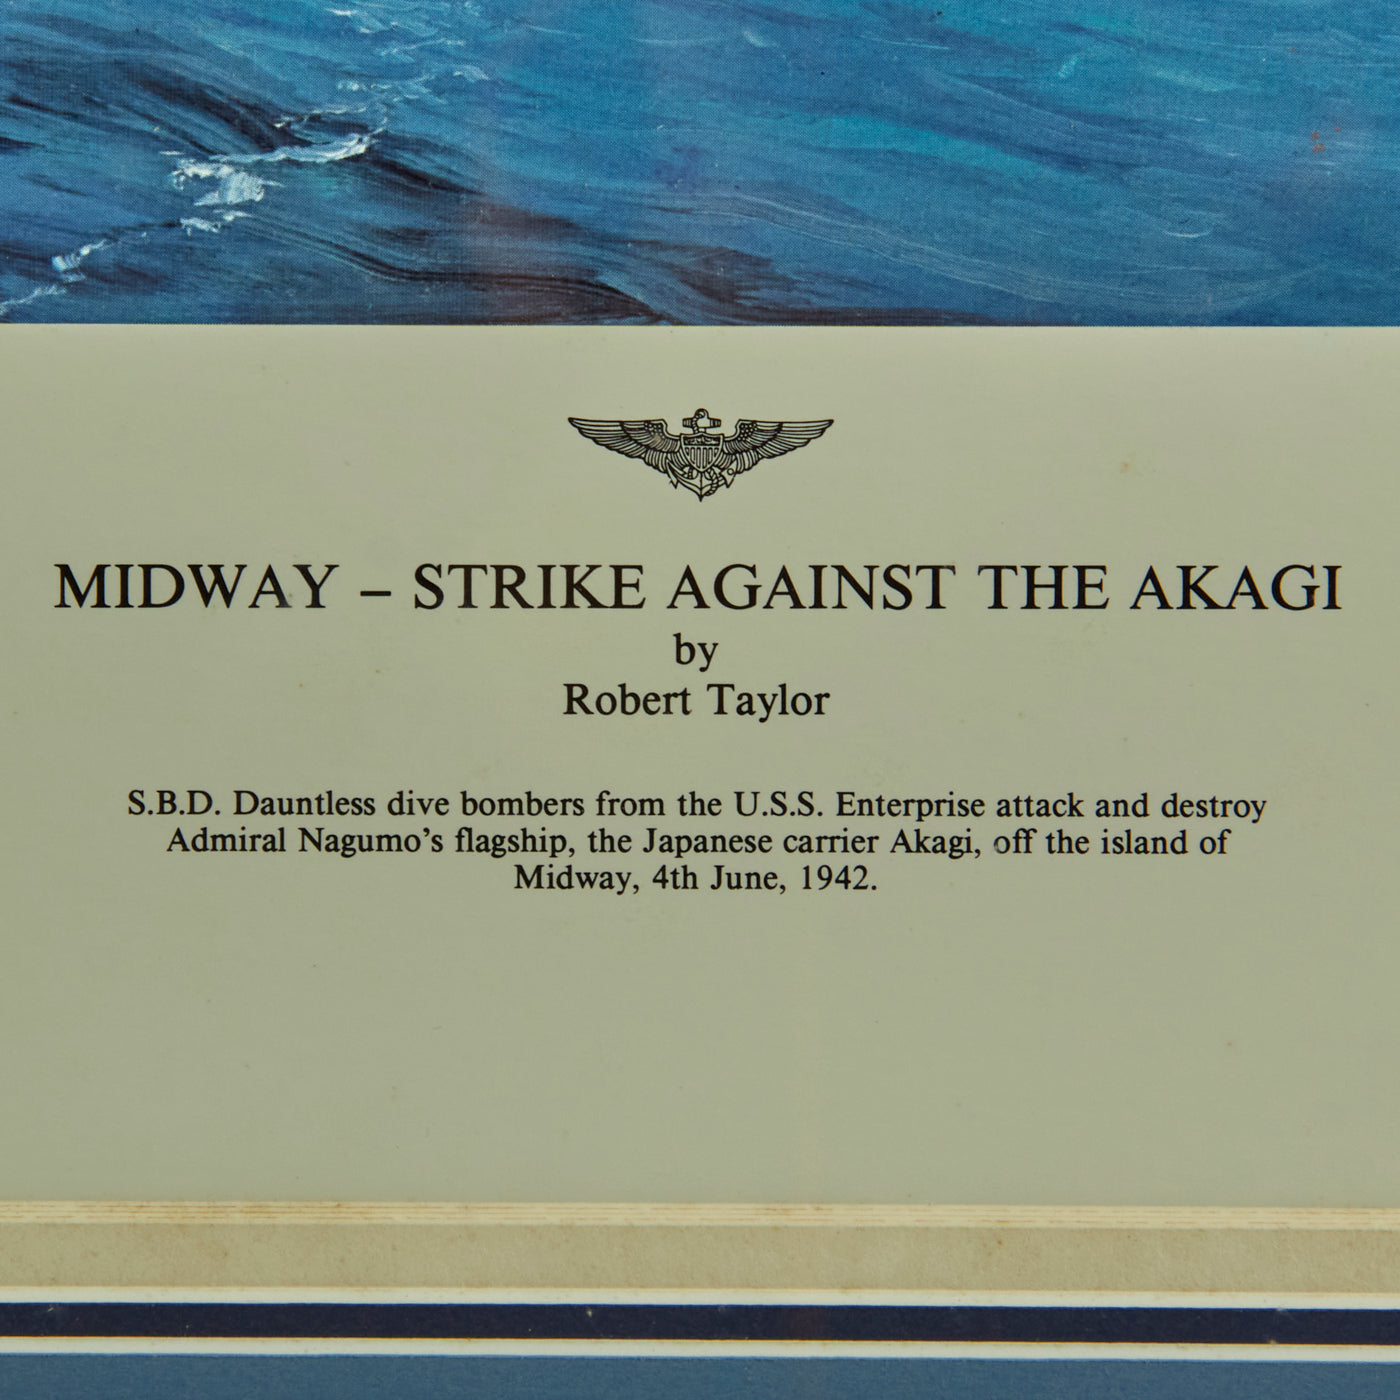 MIDWAY – STRIKE AGAINST THE AKAGI
by
Robert Taylor
S.B.D. Dauntless dive bombers from the U.S.S. Enterprise attack and destroy
Admiral Nagumo’s flagship, the Japanese carrier Akagi, off the island of
Midway, 4th June, 1942.